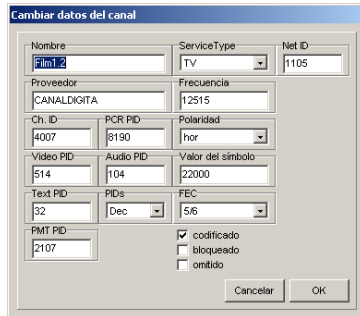 Cambiar datos del canal
Nombre ServiceType Net ID
Film1.2 TV 1105
Proveedor Frecuencia
CANALDIGITA 12515
Ch. ID PCR PID Polaridad
4007 8190 hor
Video PID Audio PID Valor del símbolo
514 104 22000
Text PID PIDs FEC
32 Dec 5/6
PMT PID
2107
codificado
bloqueado
omitido
Cancelar OK